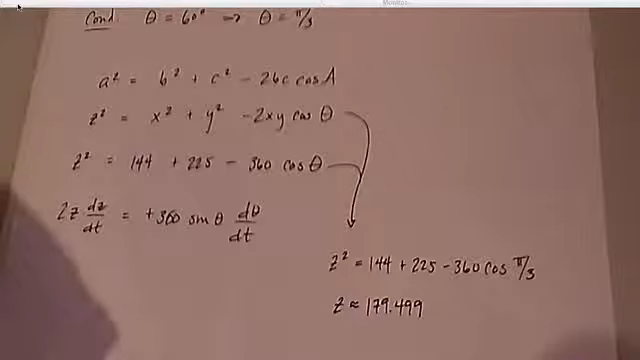 Cond. θ = 60° → θ = π/3
a² = b² + c² - 2bc cos A
z² = x² + y² - 2xy cos θ
z² = 144 + 225 - 360 cos θ
2z dz/dt = +360 sin θ dθ/dt
z² = 144 + 225 - 360 cos π/3
z ≈ 179.499